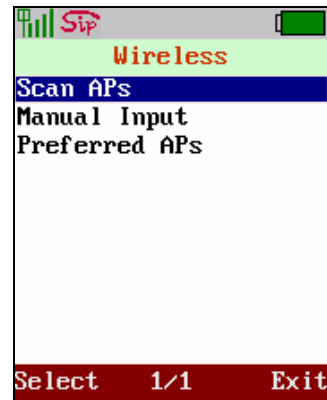 Sip
Wireless
Scan APs
Manual Input
Preferred APs
Select 1/1 Exit